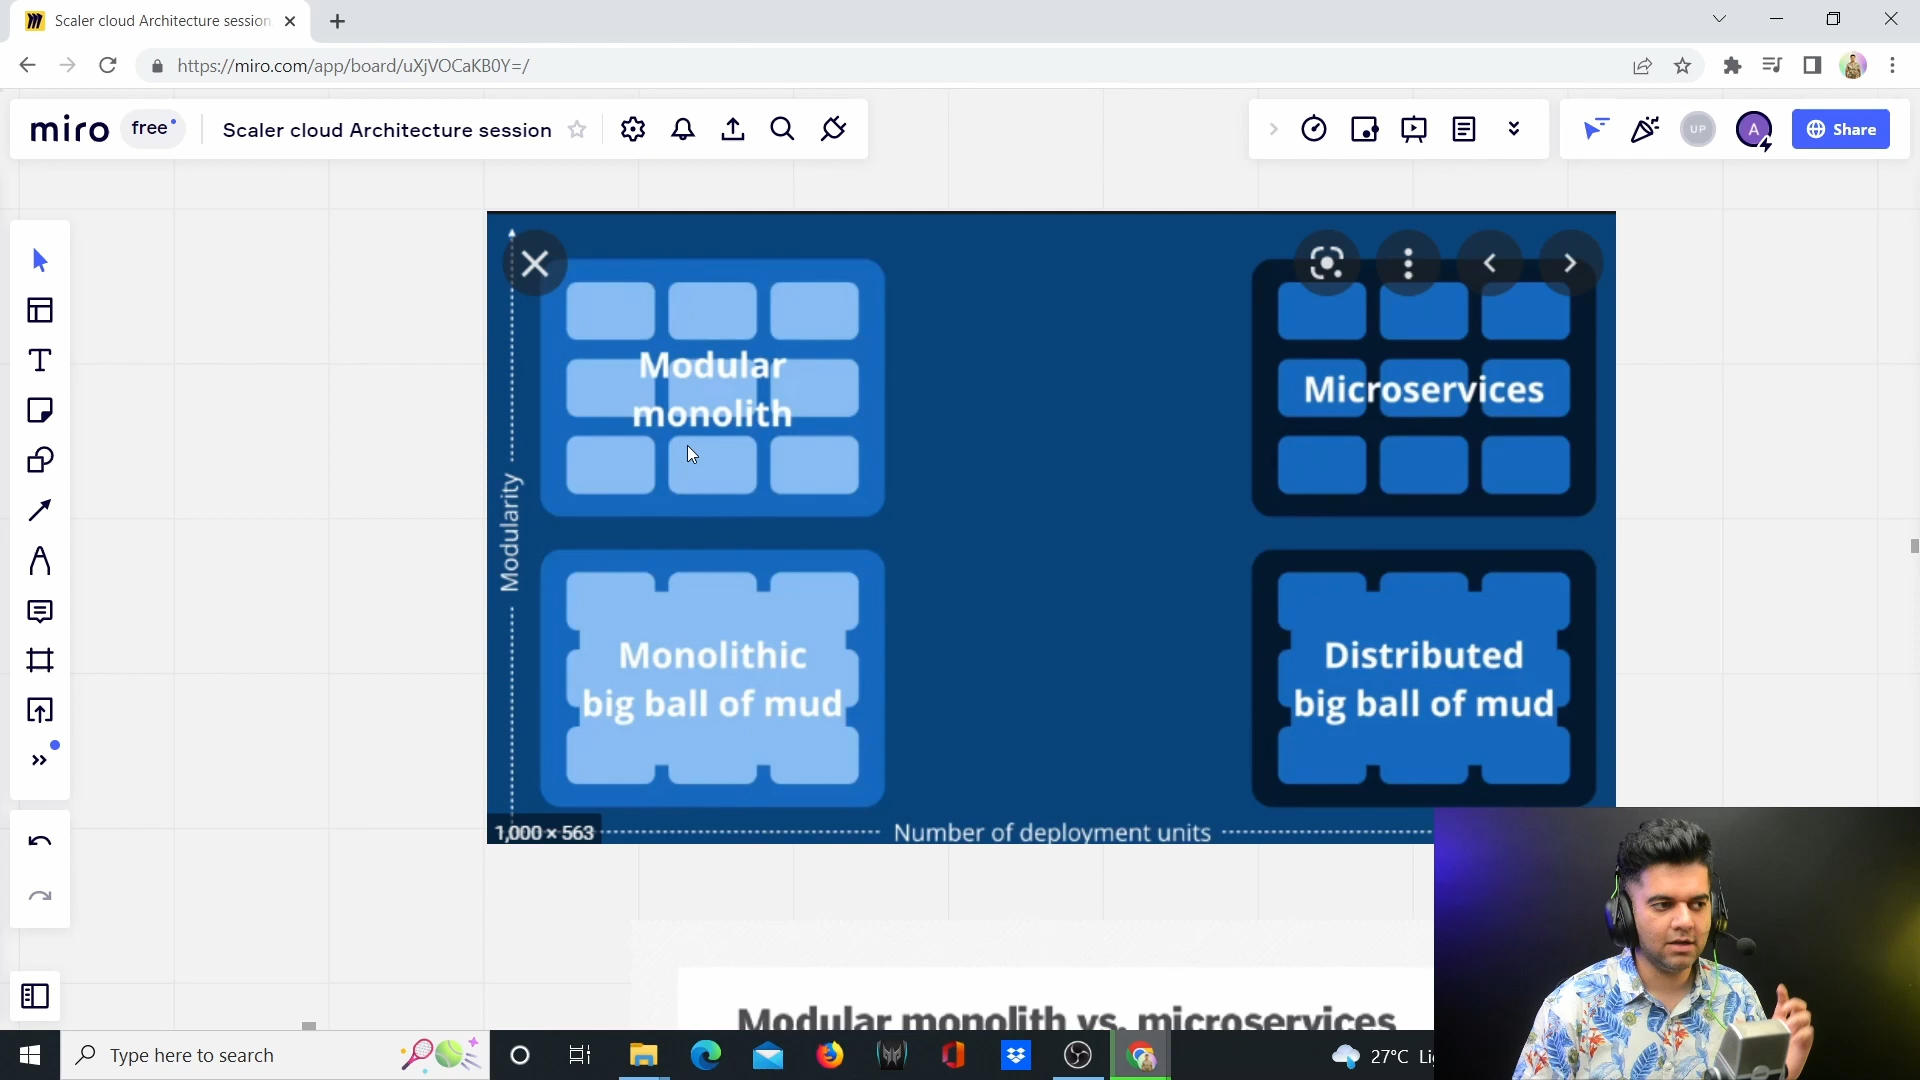 Scaler cloud Architecture session
https://miro.com/app/board/uXjVOCaKB0Y=/
miro
free
Scaler cloud Architecture session
UP
A
Share
Modular
monolith
Microservices
Modularity
Monolithic
big ball of mud
Distributed
big ball of mud
1,000 × 563
Number of deployment units
Modular monolith vs. microservices
Type here to search
27°C